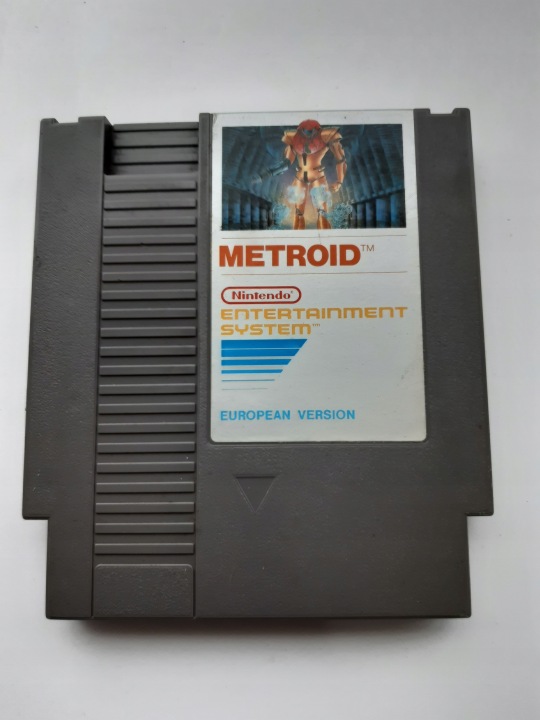 METROID™
Nintendo®
ENTERTAINMENT
SYSTEM™
EUROPEAN VERSION